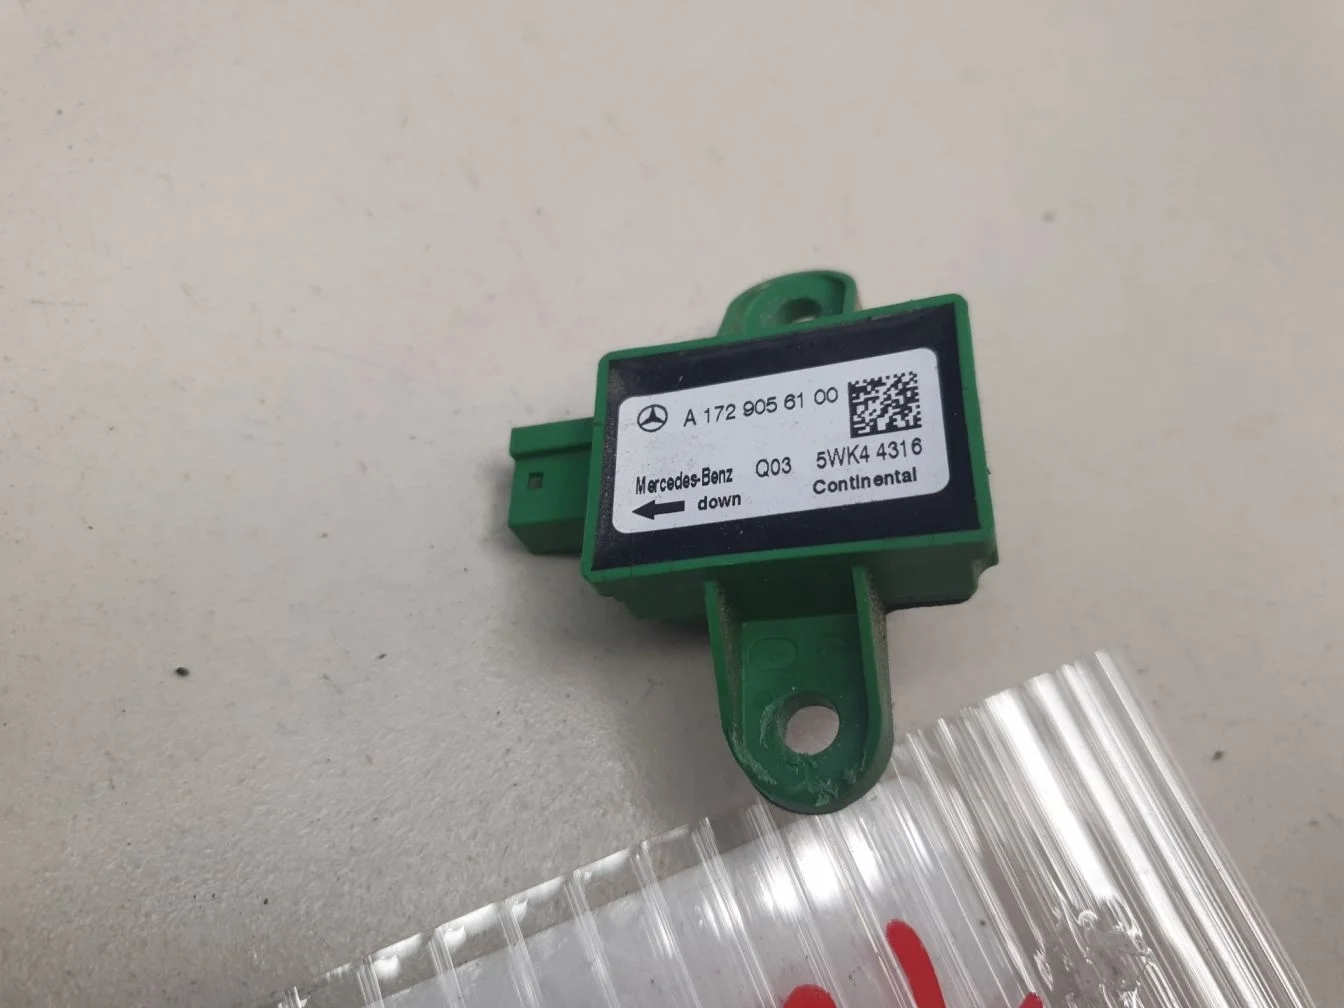 A 172 905 61 00
Mercedes-Benz Q03 5WK4 4316
down Continental